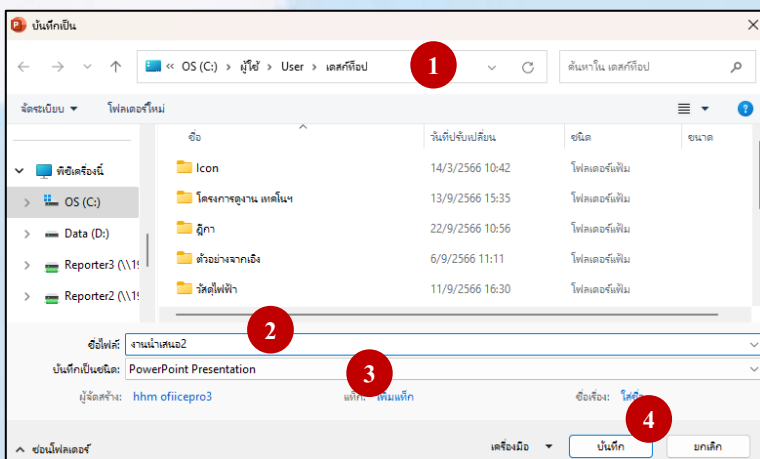 บันทึกเป็น
« OS (C:) › ผู้ใช้ › User › เดสก์ท็อป
1
ค้นหาใน เดสก์ท็อป
จัดระเบียบ โฟลเดอร์ใหม่
ชื่อ วันที่ปรับเปลี่ยน ชนิด ขนาด
พีซีเครื่องนี้
OS (C:)
Data (D:)
Reporter3 (\\19
Reporter2 (\\19
Icon 14/3/2566 10:42 โฟลเดอร์แฟ้ม
โครงการดูงาน เทคโนฯ 13/9/2566 15:35 โฟลเดอร์แฟ้ม
ฎีกา 22/9/2566 10:56 โฟลเดอร์แฟ้ม
ตัวอย่างจากเอิง 6/9/2566 11:11 โฟลเดอร์แฟ้ม
วัสดุไฟฟ้า 11/9/2566 16:30 โฟลเดอร์แฟ้ม
2
ชื่อไฟล์: งานนำเสนอ2
บันทึกเป็นชนิด: PowerPoint Presentation
3
ผู้จัดสร้าง: hhm ofiicepro3 แท็ก: เพิ่มแท็ก ชื่อเรื่อง:
4
ซ่อนโฟลเดอร์ เครื่องมือ บันทึก ยกเลิก